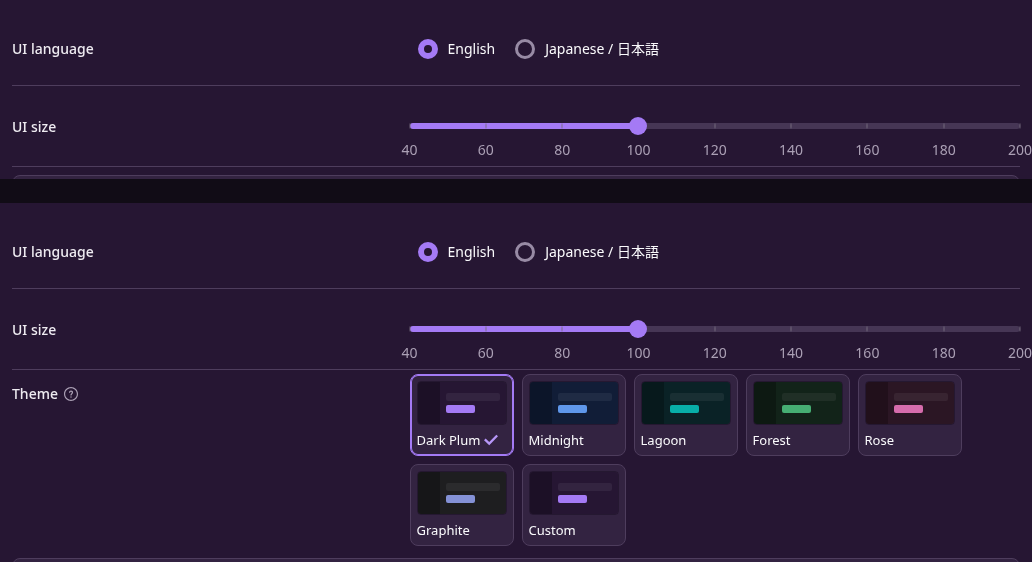 UI language English Japanese / 日本語
UI size
40 60 80 100 120 140 160 180 200
UI language English Japanese / 日本語
UI size
40 60 80 100 120 140 160 180 200
Theme ?
Dark Plum Midnight Lagoon Forest Rose
Graphite Custom